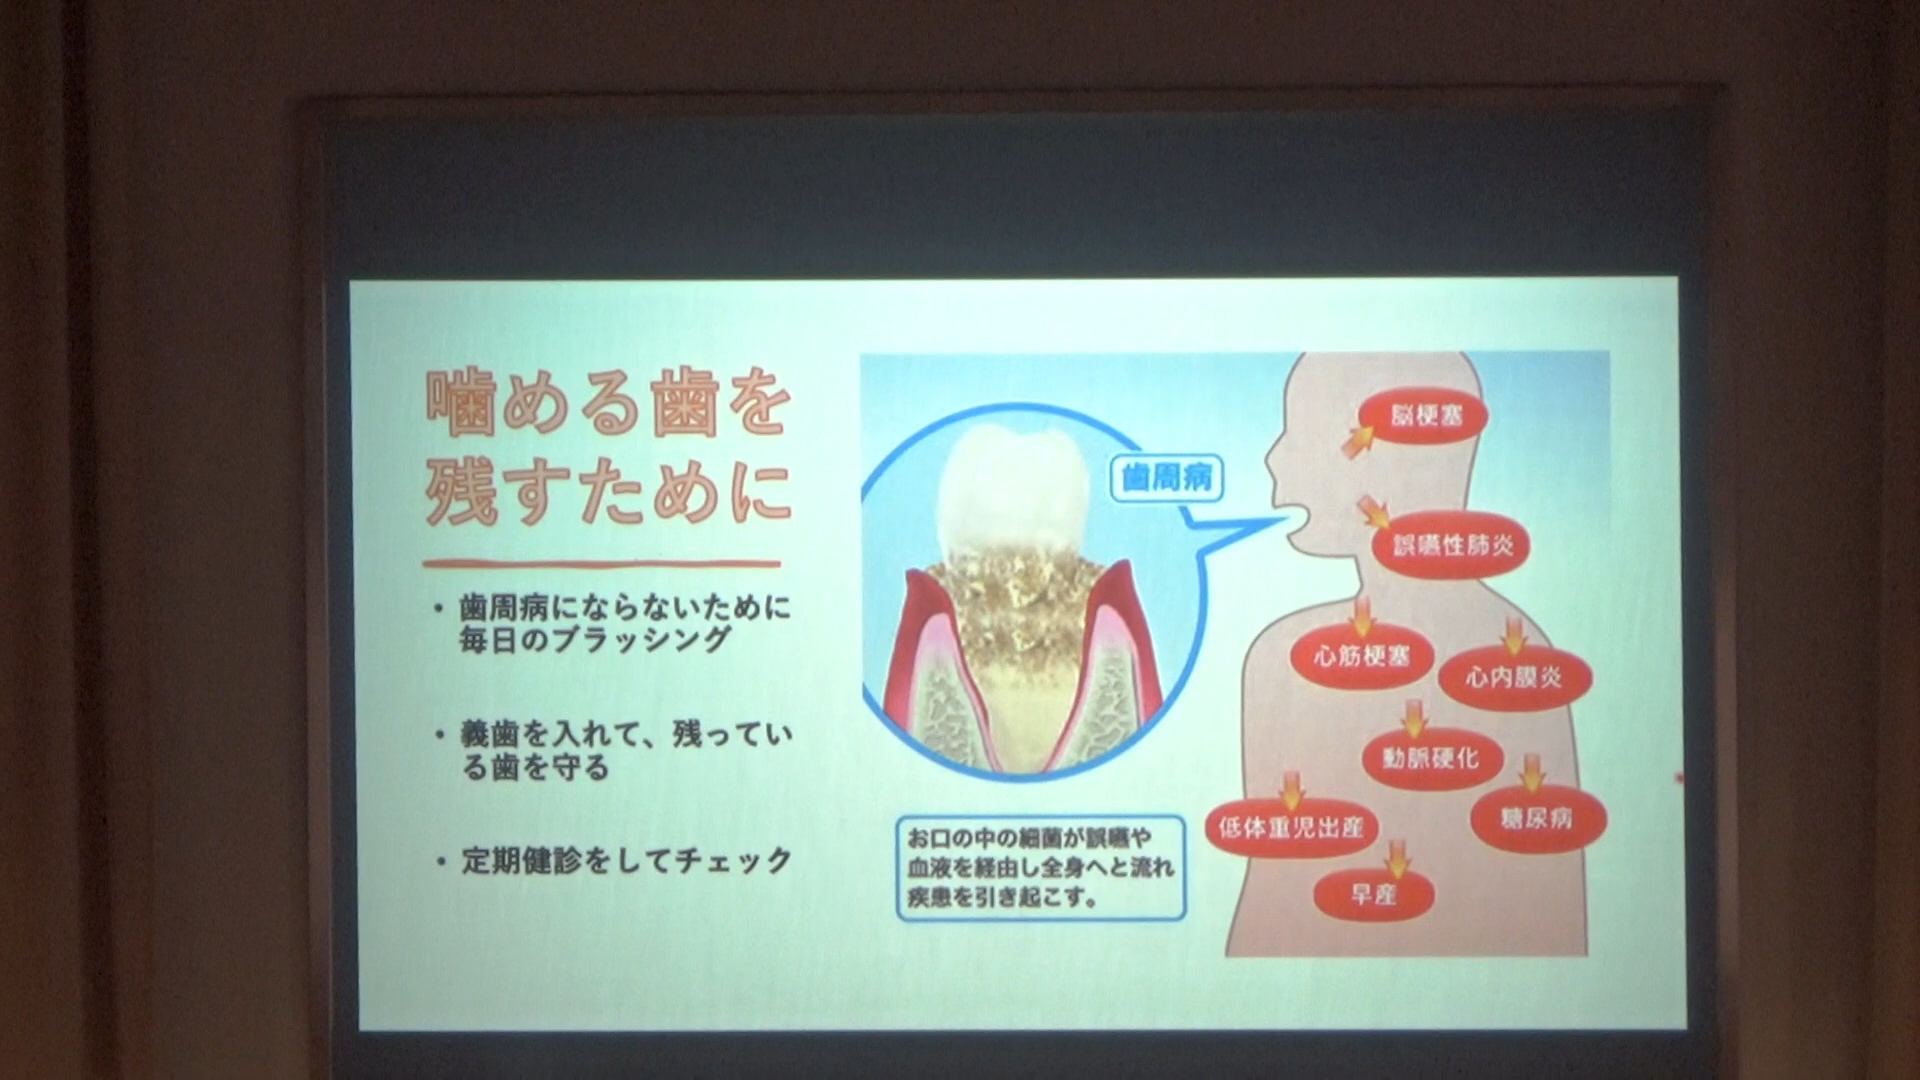 噛める歯を
残すために
・歯周病にならないために
毎日のブラッシング
・義歯を入れて、残ってい
る歯を守る
・定期健診をしてチェック
歯周病
お口の中の細菌が誤嚥や
血液を経由し全身へと流れ
疾患を引き起こす。
脳梗塞
誤嚥性肺炎
心筋梗塞
心内膜炎
動脈硬化
糖尿病
低体重児出産
早産